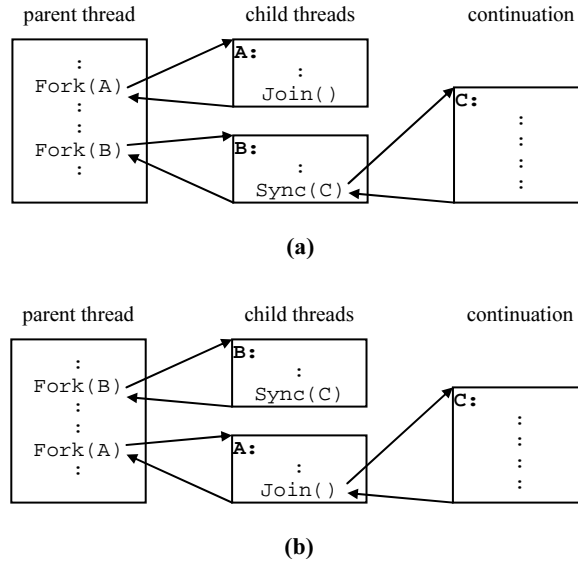 parent thread child threads continuation
:
Fork(A)
:
:
Fork(B)
:
A:
:
Join()
B:
:
Sync(C)
C:
:
:
:
:
(a)
parent thread child threads continuation
:
Fork(B)
:
:
Fork(A)
:
B:
:
Sync(C)
A:
:
Join()
C:
:
:
:
:
(b)